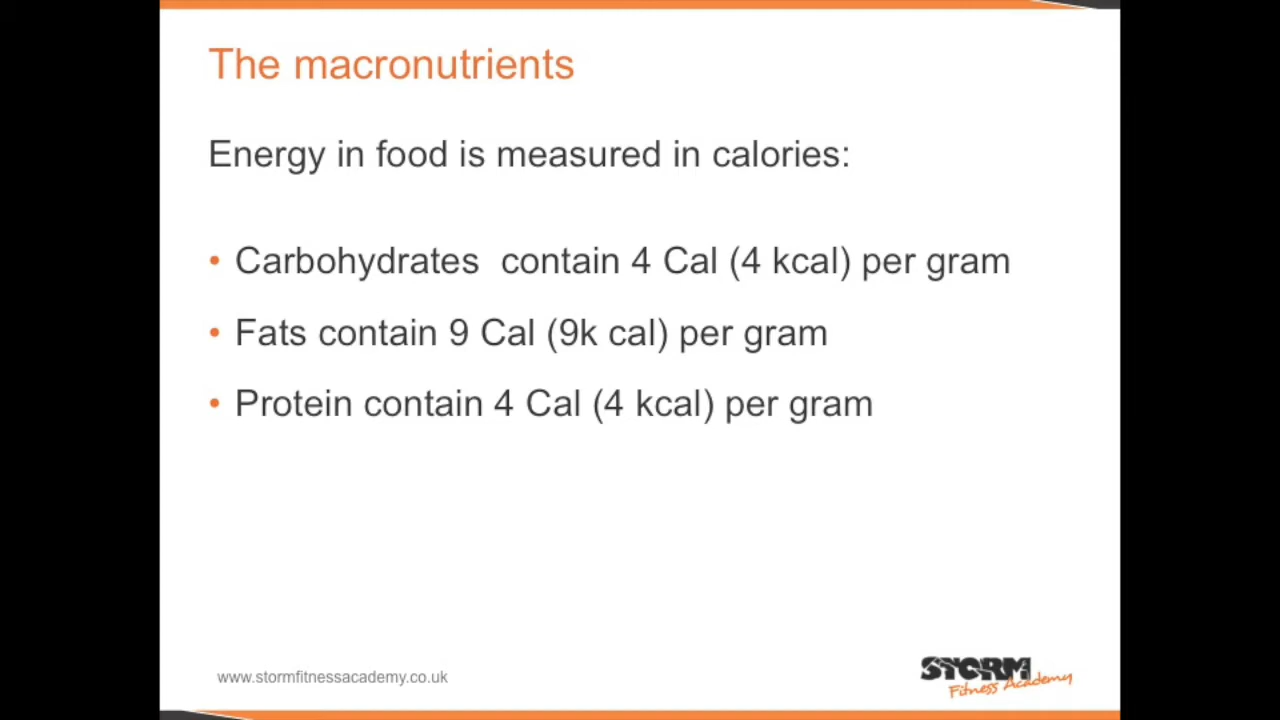 The macronutrients
Energy in food is measured in calories:
• Carbohydrates  contain 4 Cal (4 kcal) per gram
• Fats contain 9 Cal (9k cal) per gram
• Protein contain 4 Cal (4 kcal) per gram
www.stormfitnessacademy.co.uk
STORM
Fitness Academy